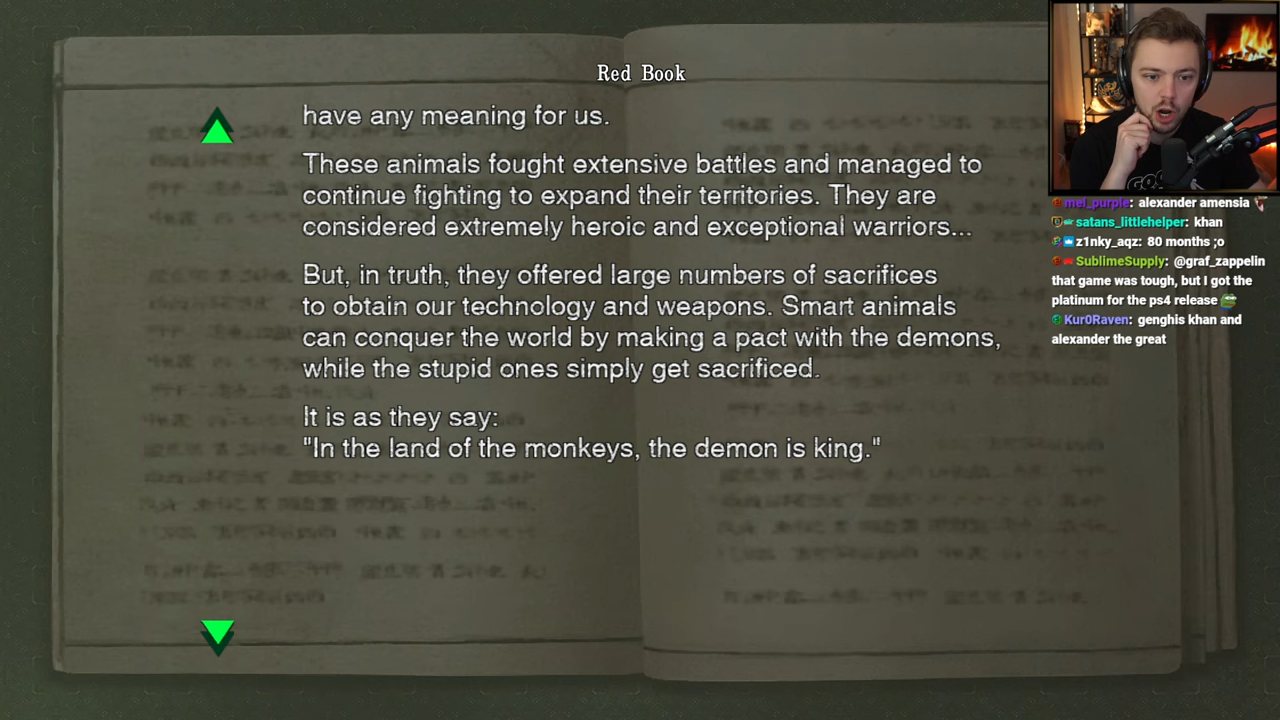 Red Book
have any meaning for us.
These animals fought extensive battles and managed to
continue fighting to expand their territories. They are
considered extremely heroic and exceptional warriors...
But, in truth, they offered large numbers of sacrifices
to obtain our technology and weapons. Smart animals
can conquer the world by making a pact with the demons,
while the stupid ones simply get sacrificed.
It is as they say:
"In the land of the monkeys, the demon is king."
mel_purple: alexander amensia
satans_littlehelper: khan
z1nky_aqz: 80 months ;o
SublimeSupply: @graf_zappelin
that game was tough, but I got the
platinum for the ps4 release
Kur0Raven: genghis khan and
alexander the great